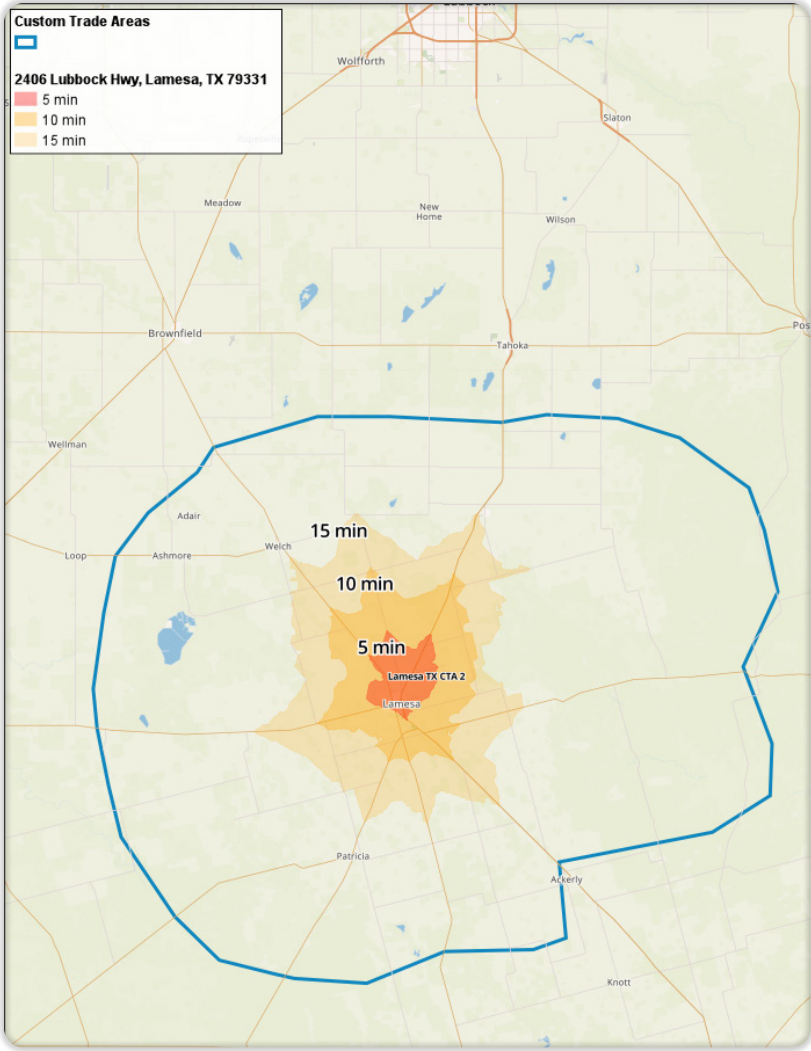 Custom Trade Areas
2406 Lubbock Hwy, Lamesa, TX 79331
5 min
10 min
15 min
Wolfforth
Slaton
Meadow
New
Home
Wilson
Brownfield
Tahoka
Wellman
Adair
Loop
Ashmore
Welch
15 min
10 min
5 min
Lamesa TX CTA 2
Lamesa
Patricia
Ackerly
Knott